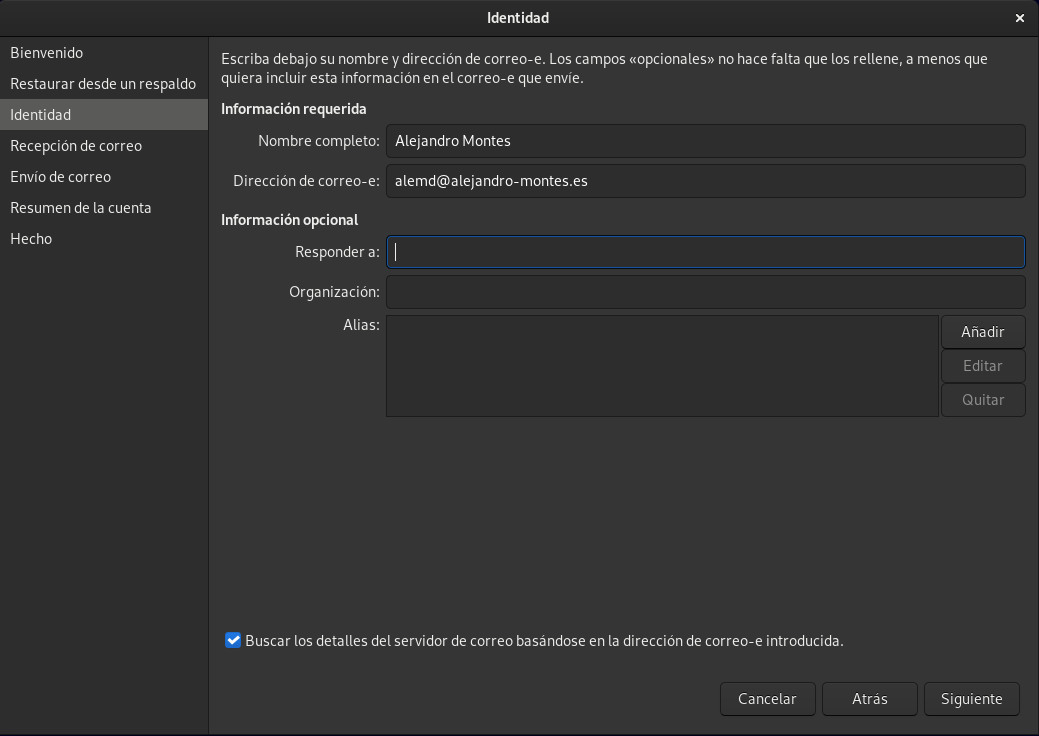 Identidad
Bienvenido
Restaurar desde un respaldo
Identidad
Recepción de correo
Envío de correo
Resumen de la cuenta
Hecho
Escriba debajo su nombre y dirección de correo-e. Los campos «opcionales» no hace falta que los rellene, a menos que
quiera incluir esta información en el correo-e que envíe.
Información requerida
Nombre completo: Alejandro Montes
Dirección de correo-e: alemd@alejandro-montes.es
Información opcional
Responder a:
Organización:
Alias:
Añadir
Editar
Quitar
Buscar los detalles del servidor de correo basándose en la dirección de correo-e introducida.
Cancelar Atrás Siguiente